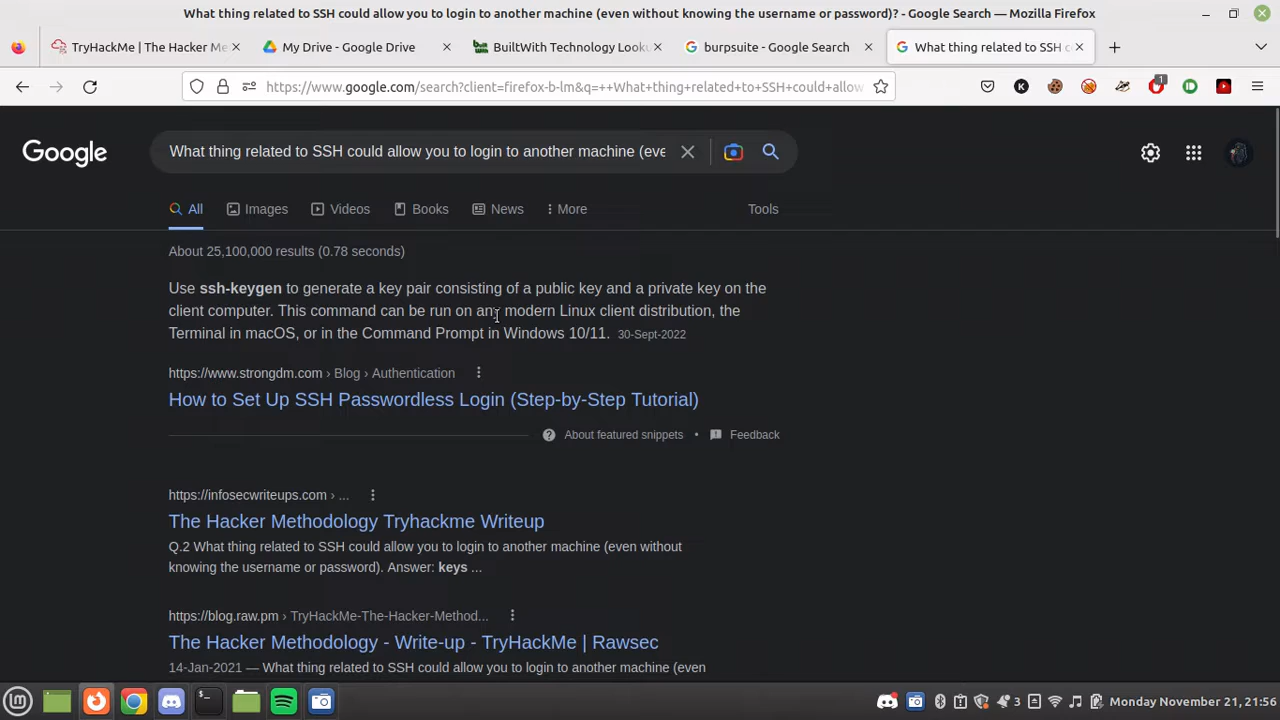 What thing related to SSH could allow you to login to another machine (even without knowing the username or password)? - Google Search — Mozilla Firefox
TryHackMe | The Hacker Me
My Drive - Google Drive
BuiltWith Technology Look
burpsuite - Google Search
What thing related to SSH c
https://www.google.com/search?client=firefox-b-lm&q=++What+thing+related+to+SSH+could+allow
1
K
Google
What thing related to SSH could allow you to login to another machine (eve
All
Images
Videos
Books
News
More
Tools
About 25,100,000 results (0.78 seconds)
Use ssh-keygen to generate a key pair consisting of a public key and a private key on the
client computer. This command can be run on any modern Linux client distribution, the
Terminal in macOS, or in the Command Prompt in Windows 10/11. 30-Sept-2022
https://www.strongdm.com › Blog › Authentication
How to Set Up SSH Passwordless Login (Step-by-Step Tutorial)
About featured snippets • Feedback
https://infosecwriteups.com › ...
The Hacker Methodology Tryhackme Writeup
Q.2 What thing related to SSH could allow you to login to another machine (even without
knowing the username or password). Answer: keys ...
https://blog.raw.pm › TryHackMe-The-Hacker-Method...
The Hacker Methodology - Write-up - TryHackMe | Rawsec
14-Jan-2021 — What thing related to SSH could allow you to login to another machine (even
3
Monday November 21, 21:56